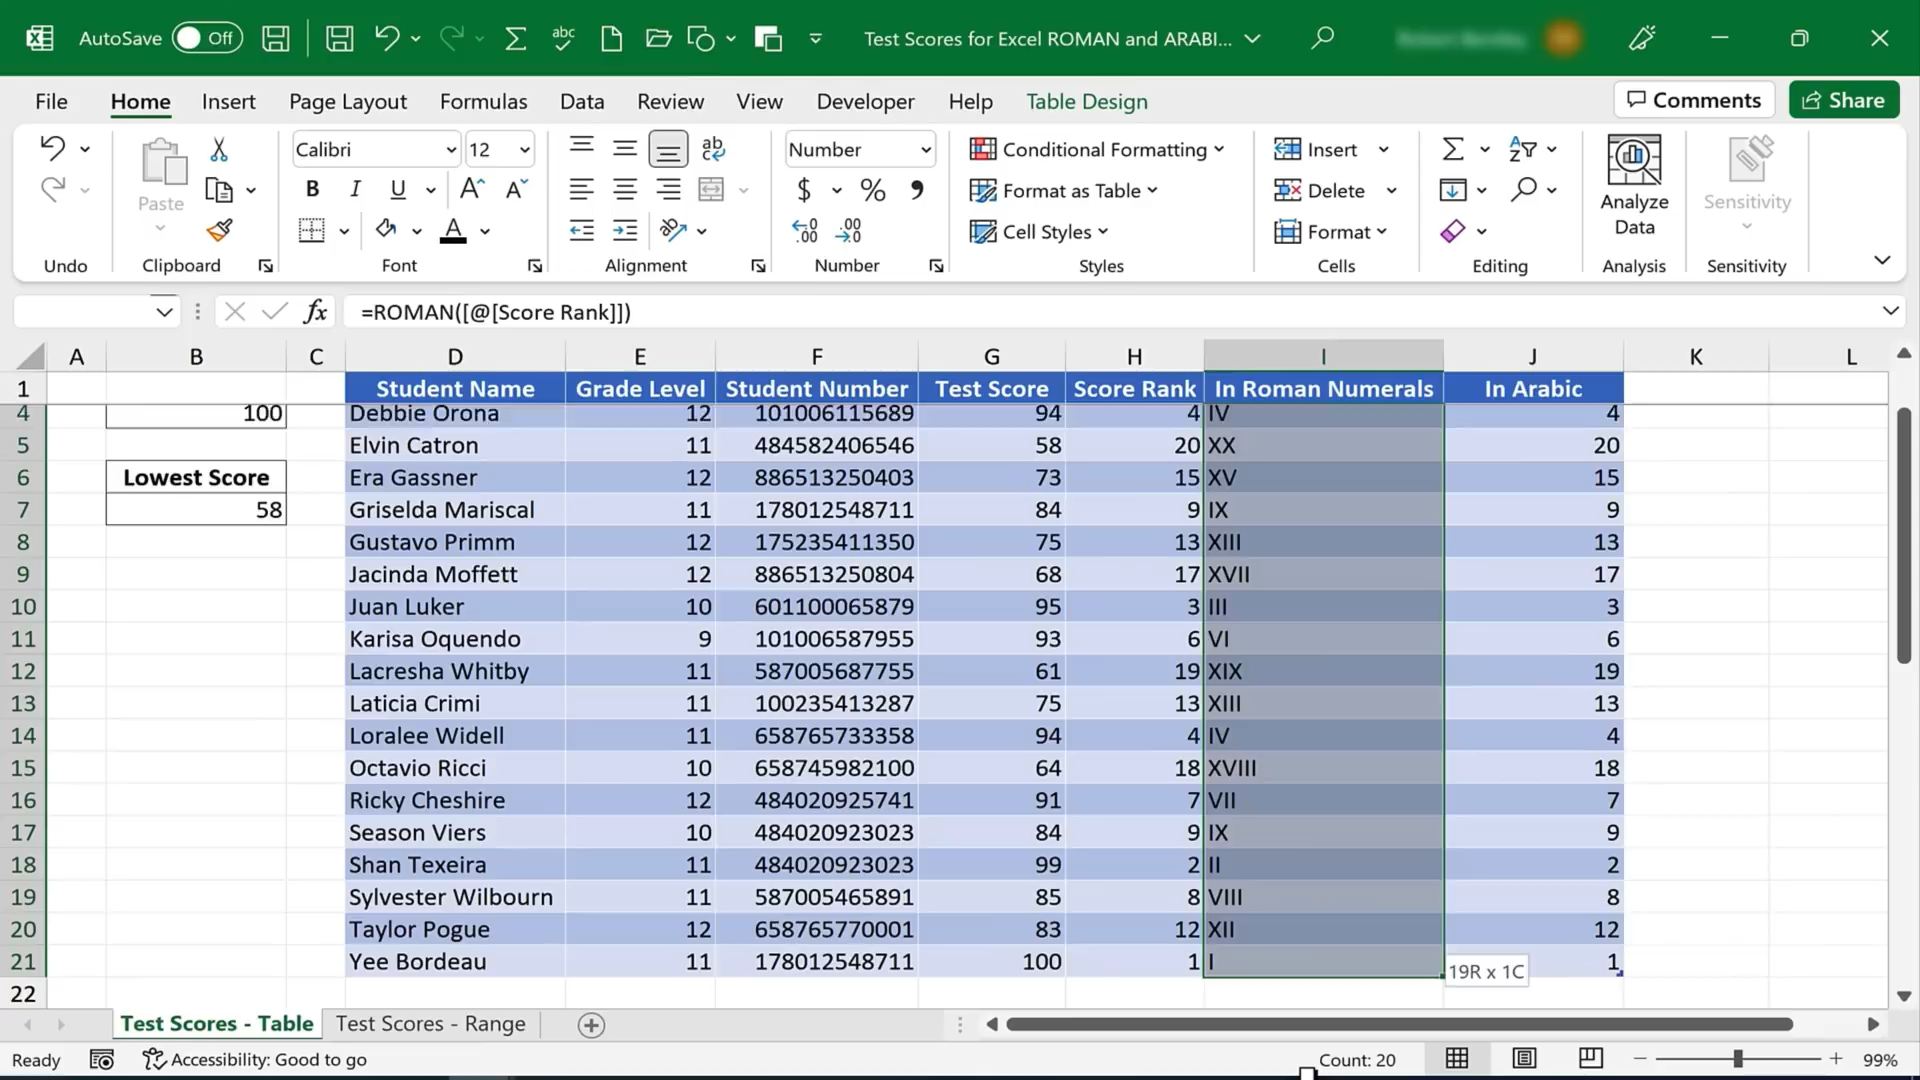 AutoSave Off Test Scores for Excel ROMAN and ARABI...
File Home Insert Page Layout Formulas Data Review View Developer Help Table Design Comments Share
Calibri 12 Number Conditional Formatting Insert
Paste B I U $ % Format as Table Delete Analyze Data Sensitivity
Cell Styles Format
Undo Clipboard Font Alignment Number Styles Cells Editing Analysis Sensitivity
fx =ROMAN([@[Score Rank]])
A B C D E F G H I J K L
1 Student Name Grade Level Student Number Test Score Score Rank In Roman Numerals In Arabic
4 100 Debbie Orona 12 101006115689 94 4 IV 4
5 Elvin Catron 11 484582406546 58 20 XX 20
6 Lowest Score Era Gassner 12 886513250403 73 15 XV 15
7 58 Griselda Mariscal 11 178012548711 84 9 IX 9
8 Gustavo Primm 12 175235411350 75 13 XIII 13
9 Jacinda Moffett 12 886513250804 68 17 XVII 17
10 Juan Luker 10 601100065879 95 3 III 3
11 Karisa Oquendo 9 101006587955 93 6 VI 6
12 Lacresha Whitby 11 587005687755 61 19 XIX 19
13 Laticia Crimi 11 100235413287 75 13 XIII 13
14 Loralee Widell 11 658765733358 94 4 IV 4
15 Octavio Ricci 10 658745982100 64 18 XVIII 18
16 Ricky Cheshire 12 484020925741 91 7 VII 7
17 Season Viers 10 484020923023 84 9 IX 9
18 Shan Texeira 11 484020923023 99 2 II 2
19 Sylvester Wilbourn 11 587005465891 85 8 VIII 8
20 Taylor Pogue 12 658765770001 83 12 XII 12
21 Yee Bordeau 11 178012548711 100 1 I 19R x 1C 1
22
Test Scores - Table Test Scores - Range
Ready Accessibility: Good to go Count: 20 99%